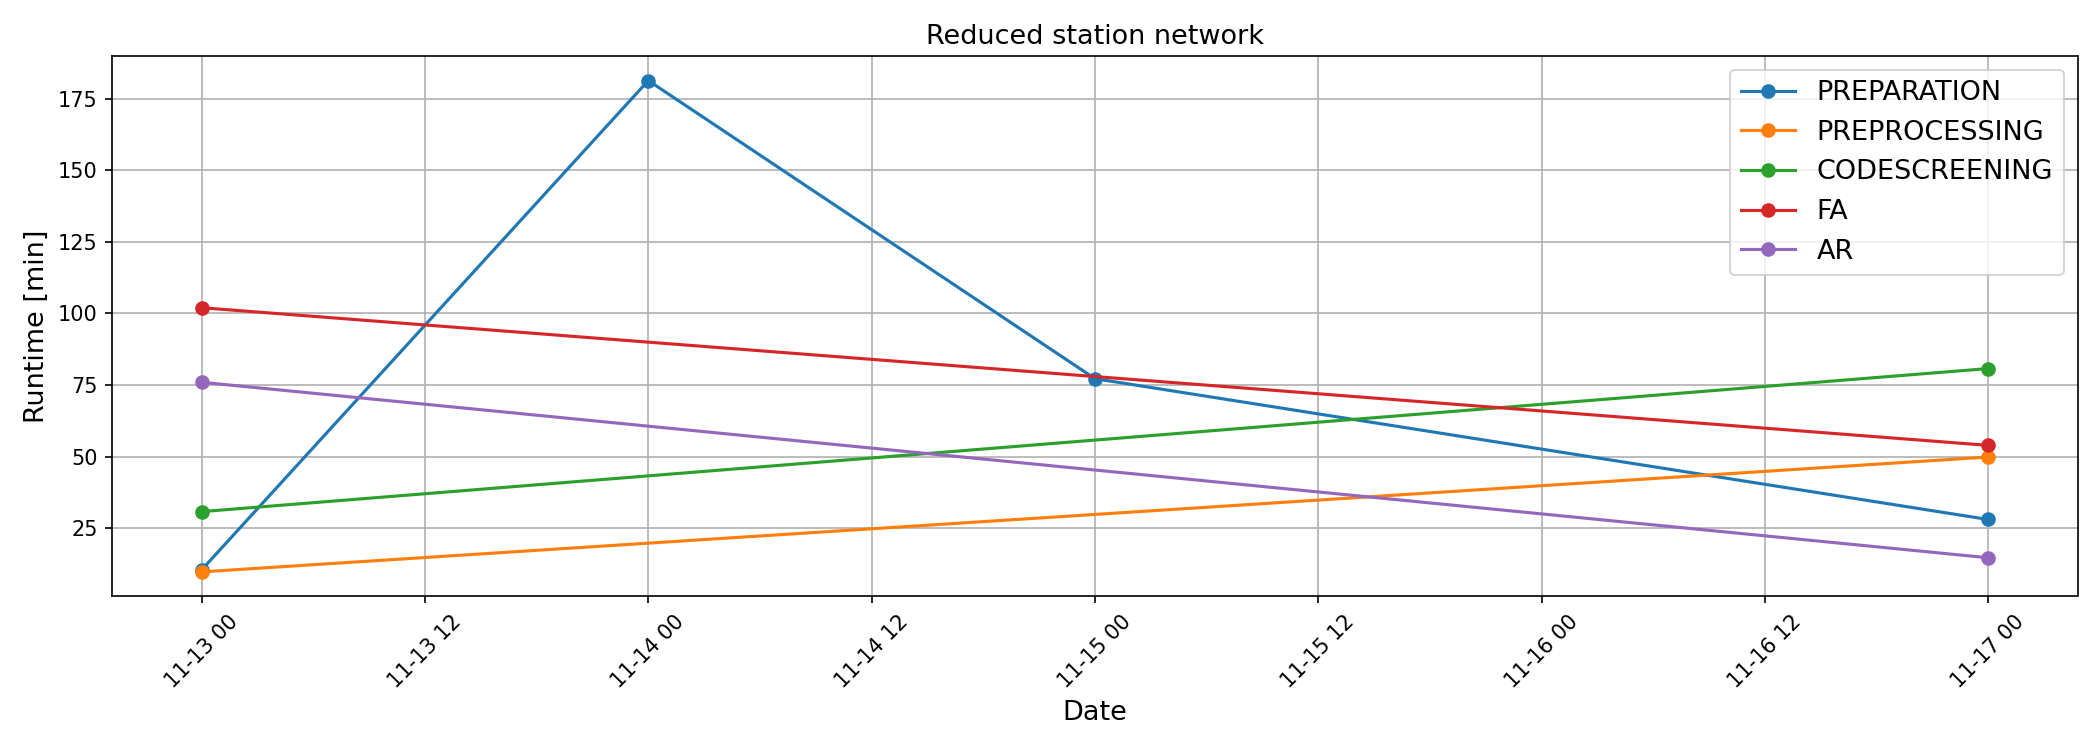 Reduced station network
Runtime [min]
175
150
125
100
75
50
25
PREPARATION
PREPROCESSING
CODESCREENING
FA
AR
11-13 00
11-13 12
11-14 00
11-14 12
11-15 00
11-15 12
11-16 00
11-16 12
11-17 00
Date